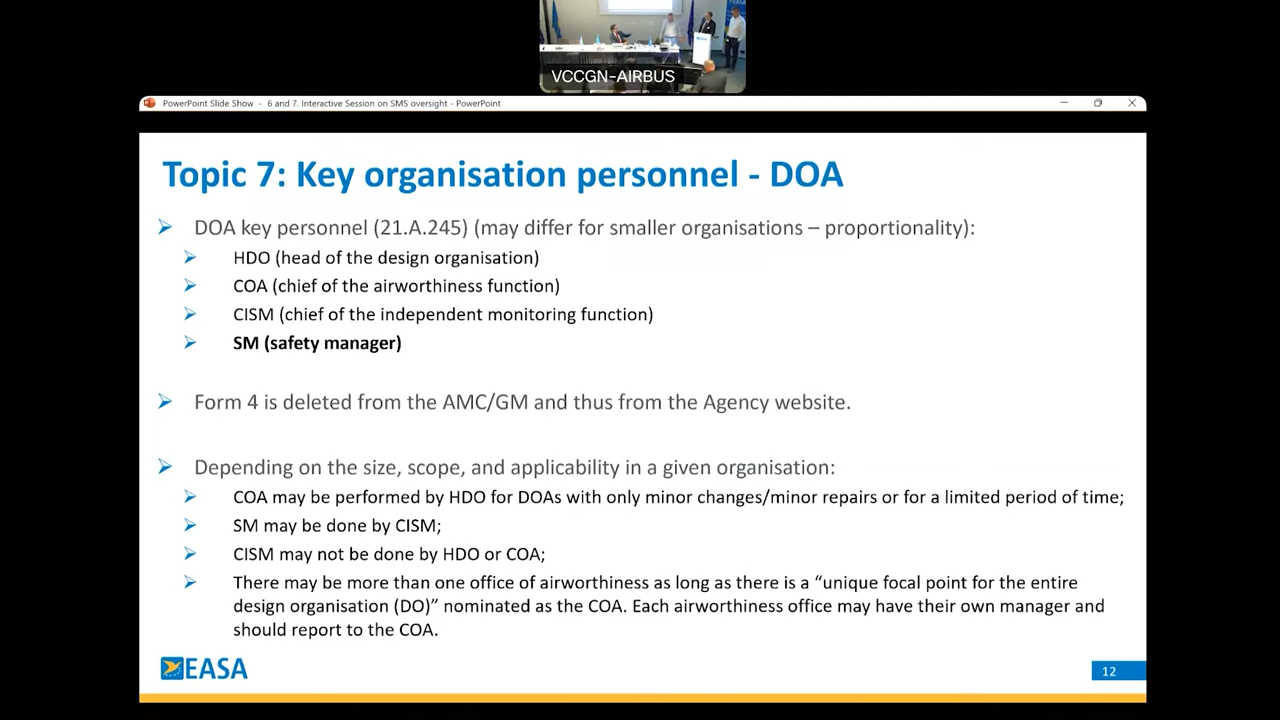 EASA
VCCGN-AIRBUS
PowerPoint Slide Show - 6 and 7. Interactive Session on SMS oversight - PowerPoint
Topic 7: Key organisation personnel - DOA
DOA key personnel (21.A.245) (may differ for smaller organisations – proportionality):
HDO (head of the design organisation)
COA (chief of the airworthiness function)
CISM (chief of the independent monitoring function)
SM (safety manager)
Form 4 is deleted from the AMC/GM and thus from the Agency website.
Depending on the size, scope, and applicability in a given organisation:
COA may be performed by HDO for DOAs with only minor changes/minor repairs or for a limited period of time;
SM may be done by CISM;
CISM may not be done by HDO or COA;
There may be more than one office of airworthiness as long as there is a “unique focal point for the entire
design organisation (DO)” nominated as the COA. Each airworthiness office may have their own manager and
should report to the COA.
EASA
12